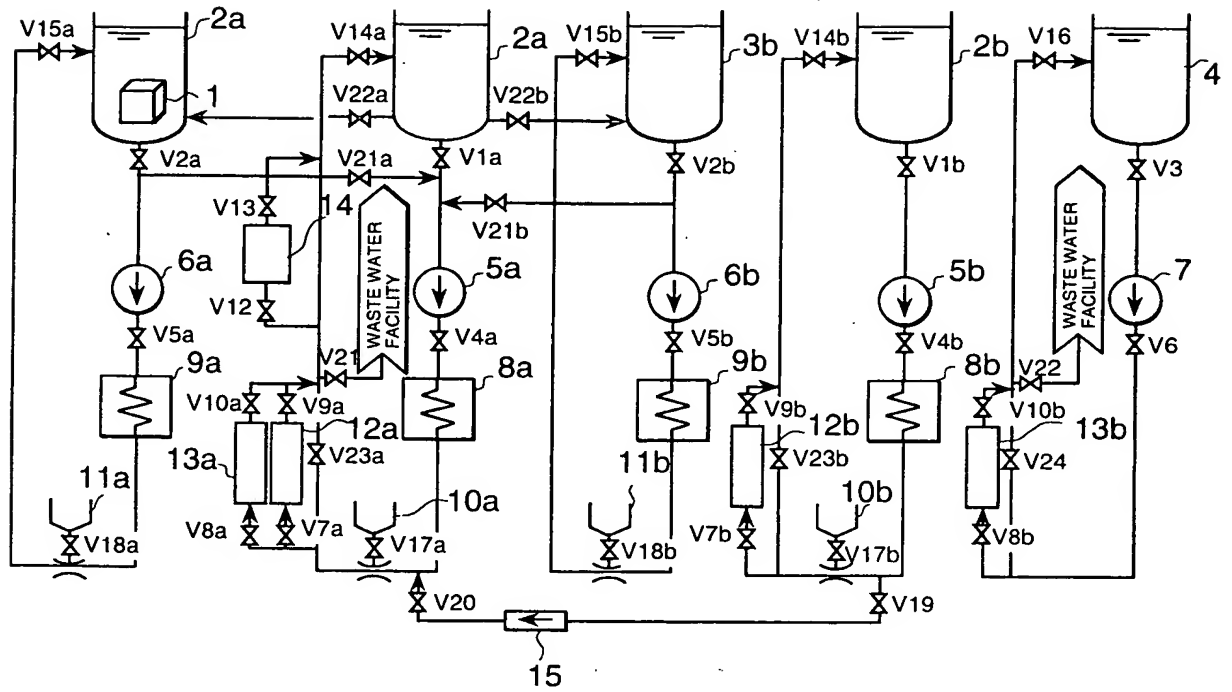 V15a
2a
V14a
2a
V15b
3b
V14b
2b
V16
4
1
V22a
V22b
V2a
V21a
V1a
V2b
V1b
V3
V13
14
V21b
6a
5a
6b
5b
7
WASTE WATER
FACILITY
WASTE WATER
FACILITY
V12
V5a
V4a
V5b
V4b
V6
V21
9a
8a
9b
8b
V22
V10a
V9a
V9b
V10b
12a
12b
13b
13a
V23a
11b
V23b
V24
11a
10a
10b
V8a
V7a
V7b
V8b
V18a
V17a
V18b
V17b
V20
V19
15